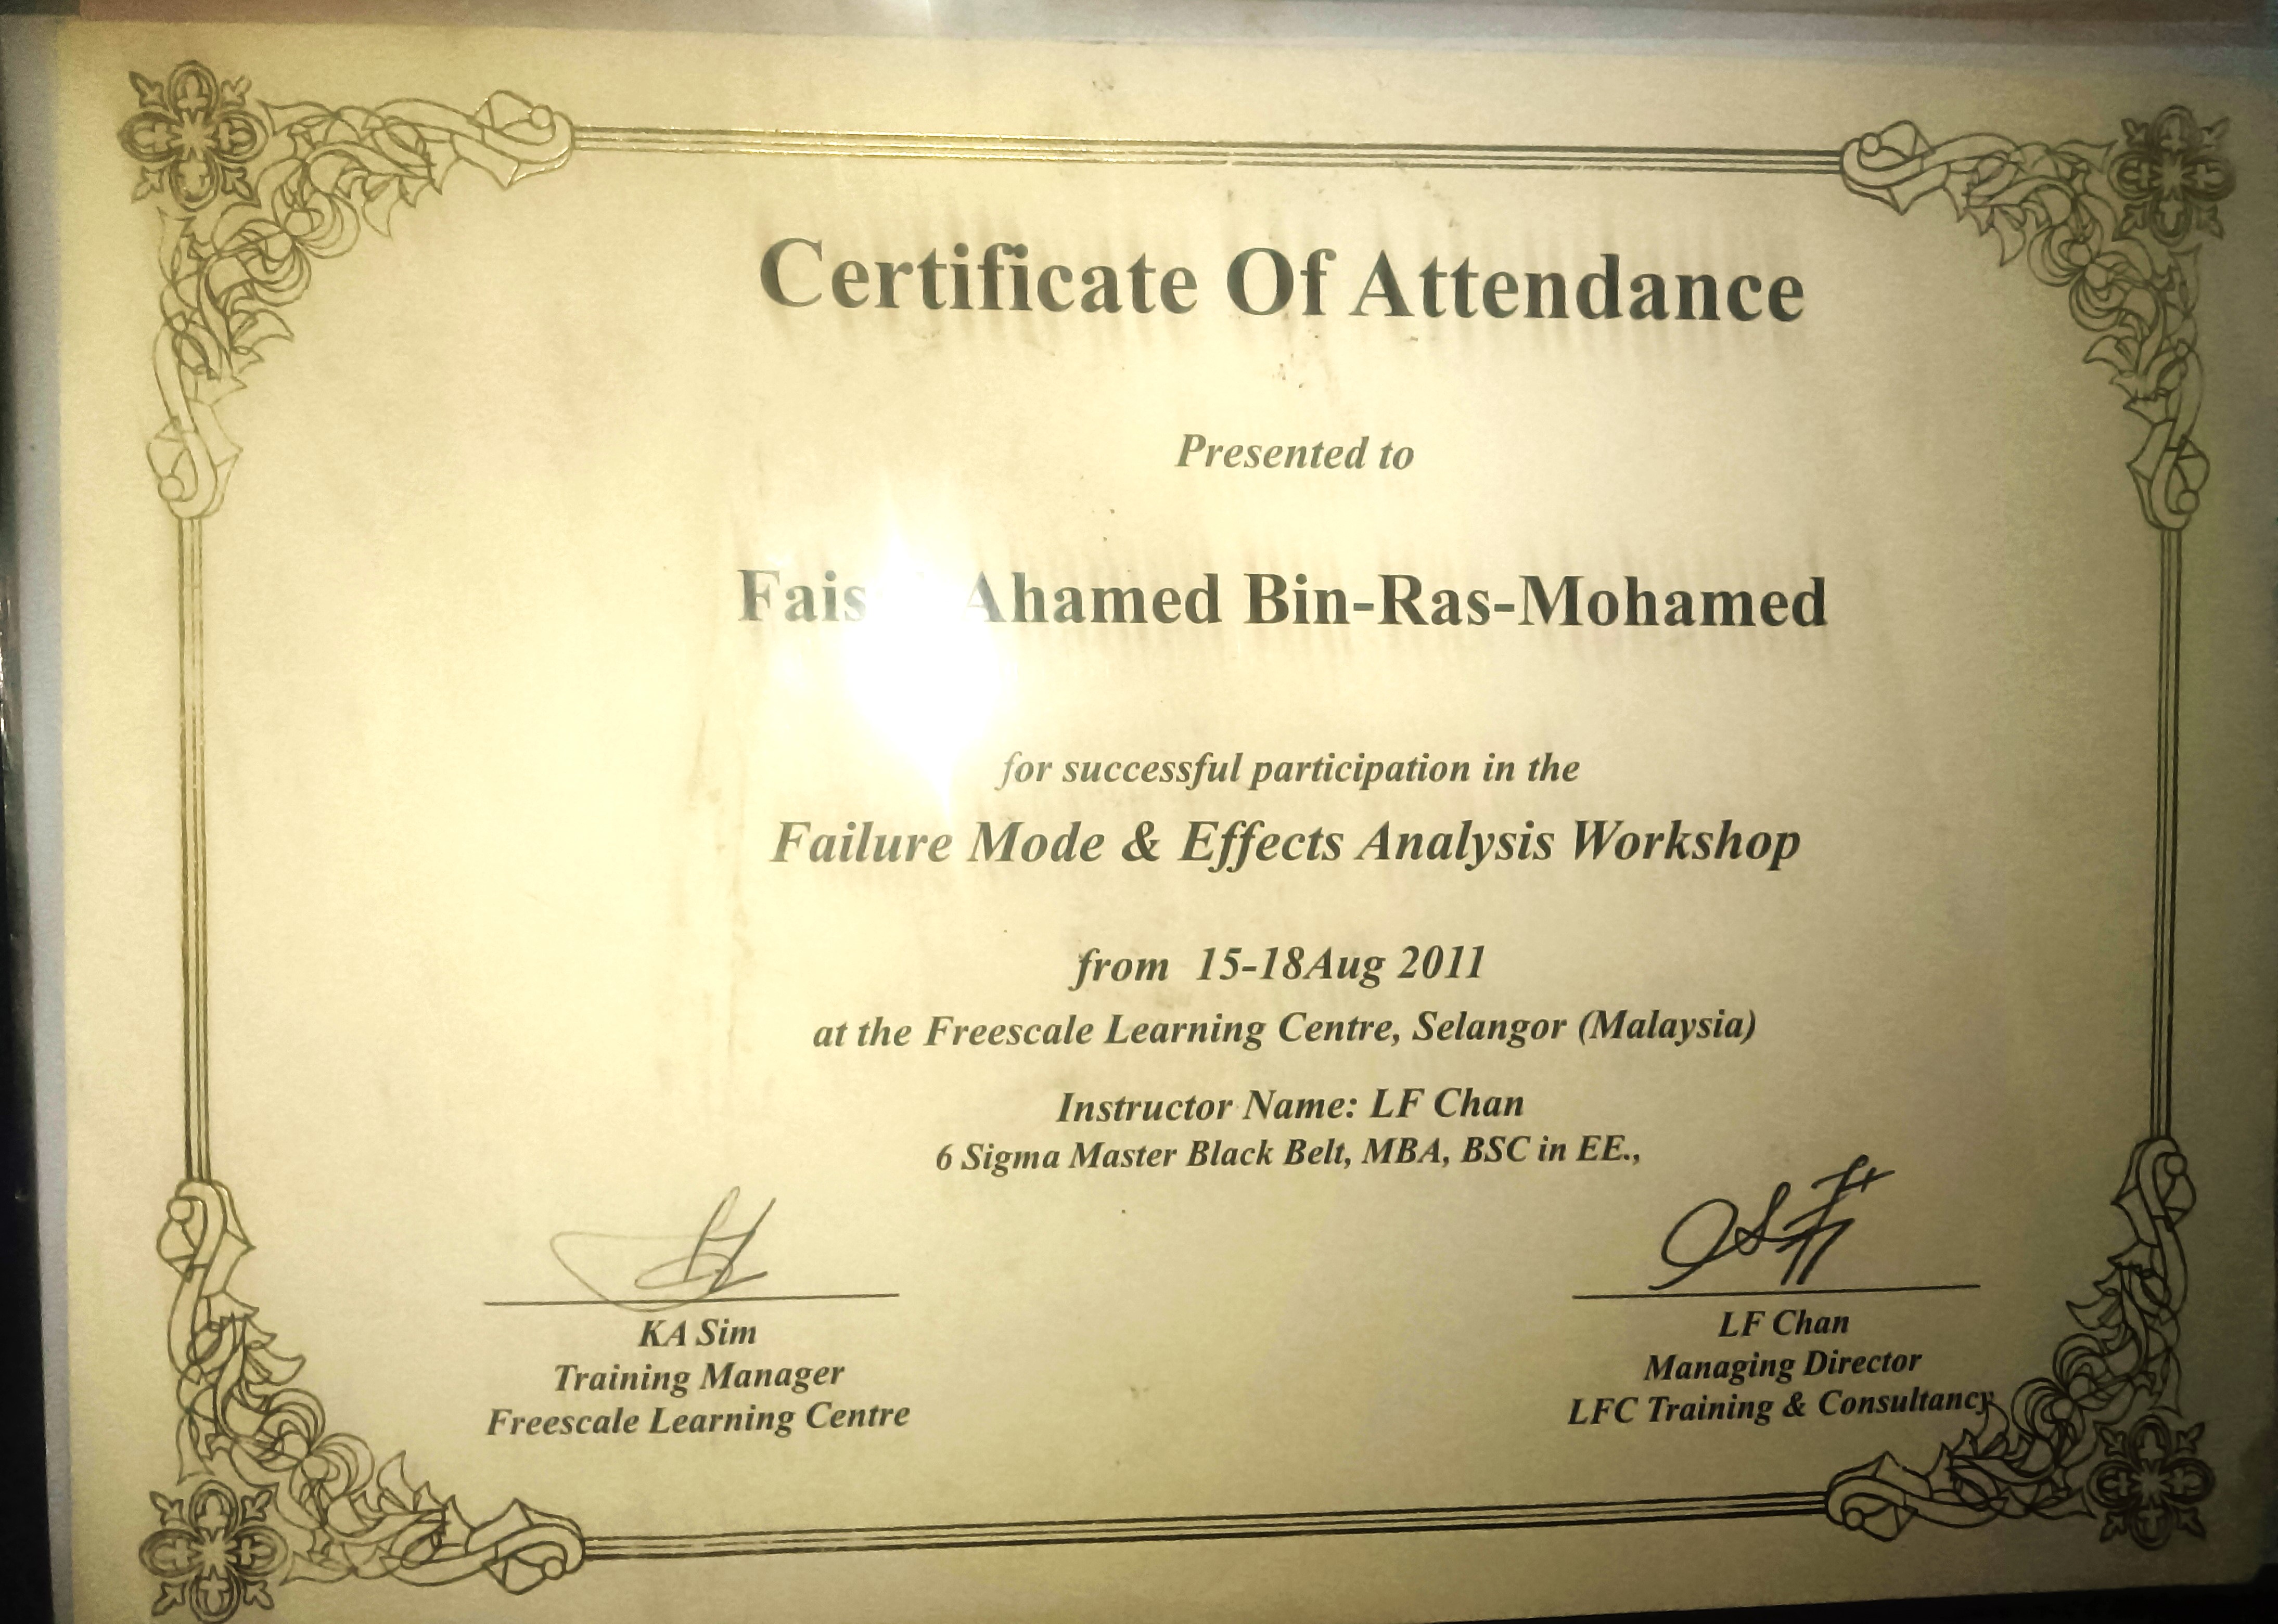 Certificate Of Attendance
Presented to
Ahamed Bin-Ras-Mohamed
for successful participation in the
Failure Mode & Effects Analysis Workshop
from 15-18Aug 2011
at the Freescale Learning Centre, Selangor (Malaysia)
Instructor Name: LF Chan
6 Sigma Master Black Belt, MBA, BSC in EE.,
KA Sim
Training Manager
Freescale Learning Centre
LF Chan
Managing Director
LFC Training & Consultancy